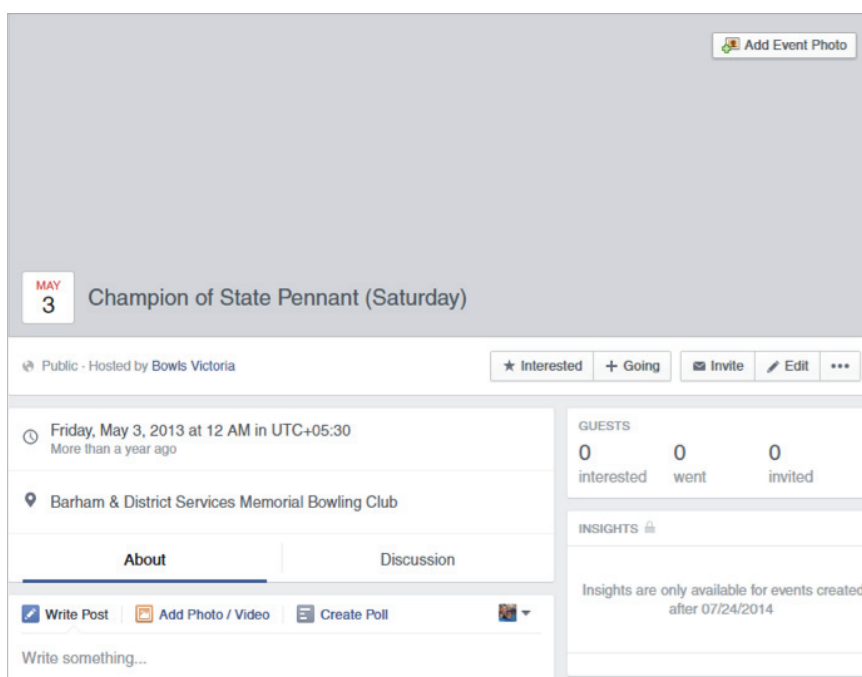 Add Event Photo
MAY
3
Champion of State Pennant (Saturday)
Public · Hosted by Bowls Victoria
Interested
Going
Invite
Edit
Friday, May 3, 2013 at 12 AM in UTC+05:30
More than a year ago
Barham & District Services Memorial Bowling Club
About
Discussion
Write Post
Add Photo / Video
Create Poll
Write something...
GUESTS
0 0 0
interested went invited
INSIGHTS
Insights are only available for events created
after 07/24/2014